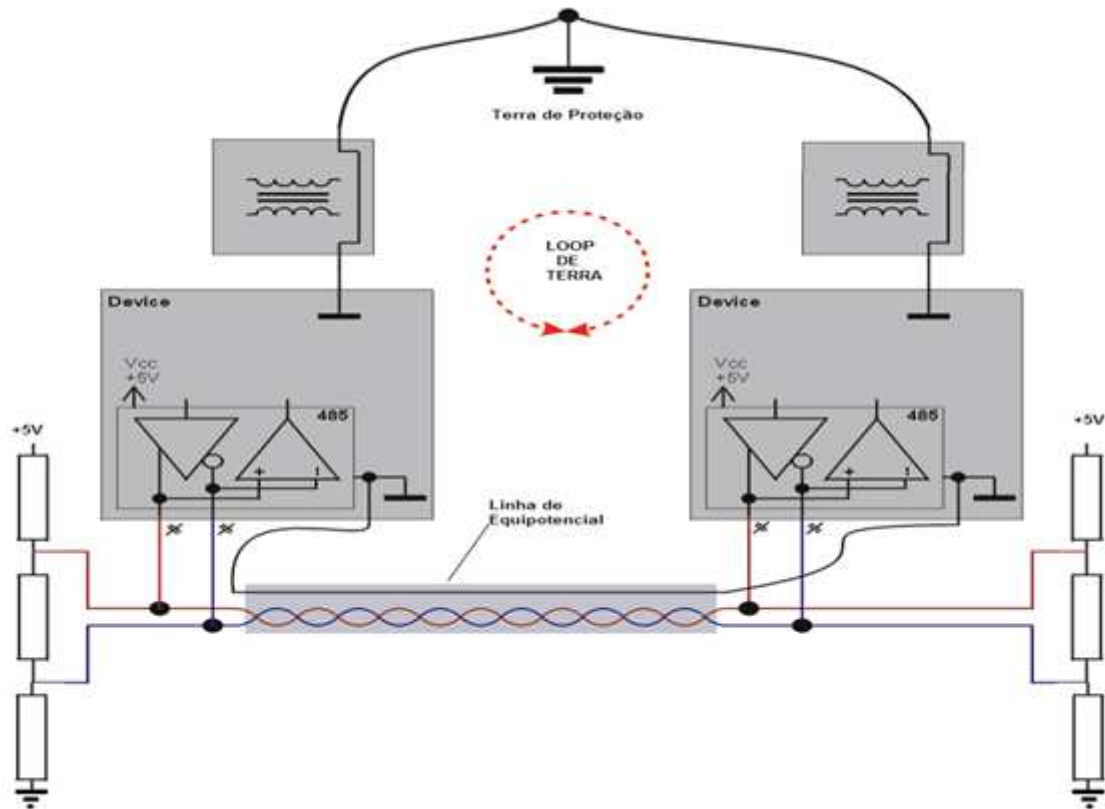 Terra de Proteção
LOOP
DE
TERRA
Device
Vcc
+5V
485
+5V
Device
Vcc
+5V
485
+5V
Linha de
Equipotencial